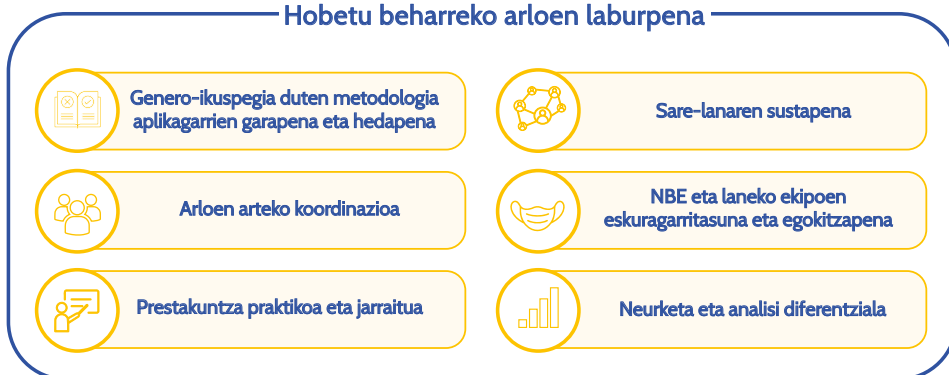 Hobetu beharreko arloen laburpena
Genero-ikuspegia duten metodologia
aplikagarrien garapena eta hedapena
Sare-lanaren sustapena
Arloen arteko koordinazioa
NBE eta laneko ekipoen
eskuragarritasuna eta egokitzapena
Prestakuntza praktikoa eta jarraitua
Neurketa eta analisi diferentziala